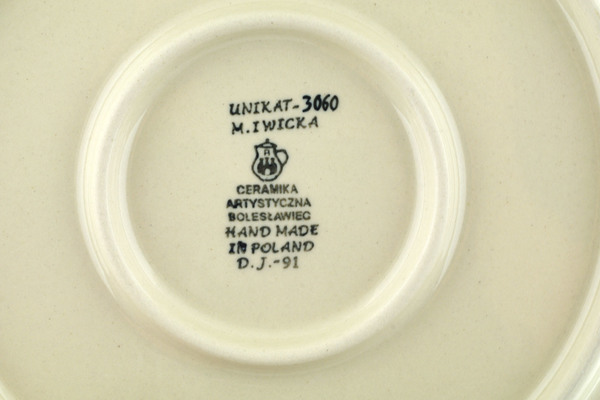 UNIKAT-3060
M.IWICKA
CERAMIKA
ARTYSTYCZNA
BOLESŁAWIEC
HAND MADE
IN POLAND
D.J.-91